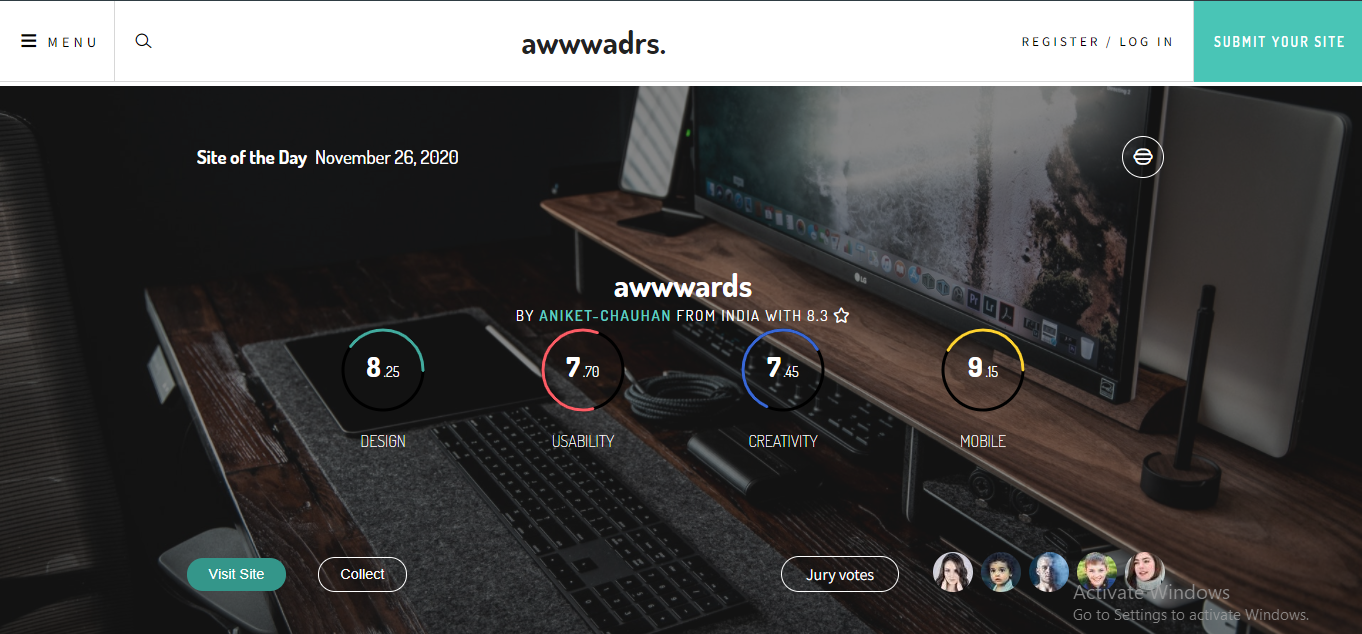 MENU
awwwadrs.
REGISTER / LOG IN
SUBMIT YOUR SITE
Site of the Day November 26, 2020
awwwards
BY ANIKET-CHAUHAN FROM INDIA WITH 8.3
8.25
7.70
7.45
9.15
DESIGN
USABILITY
CREATIVITY
MOBILE
LG
Visit Site
Collect
Jury votes
Activate Windows
Go to Settings to activate Windows.